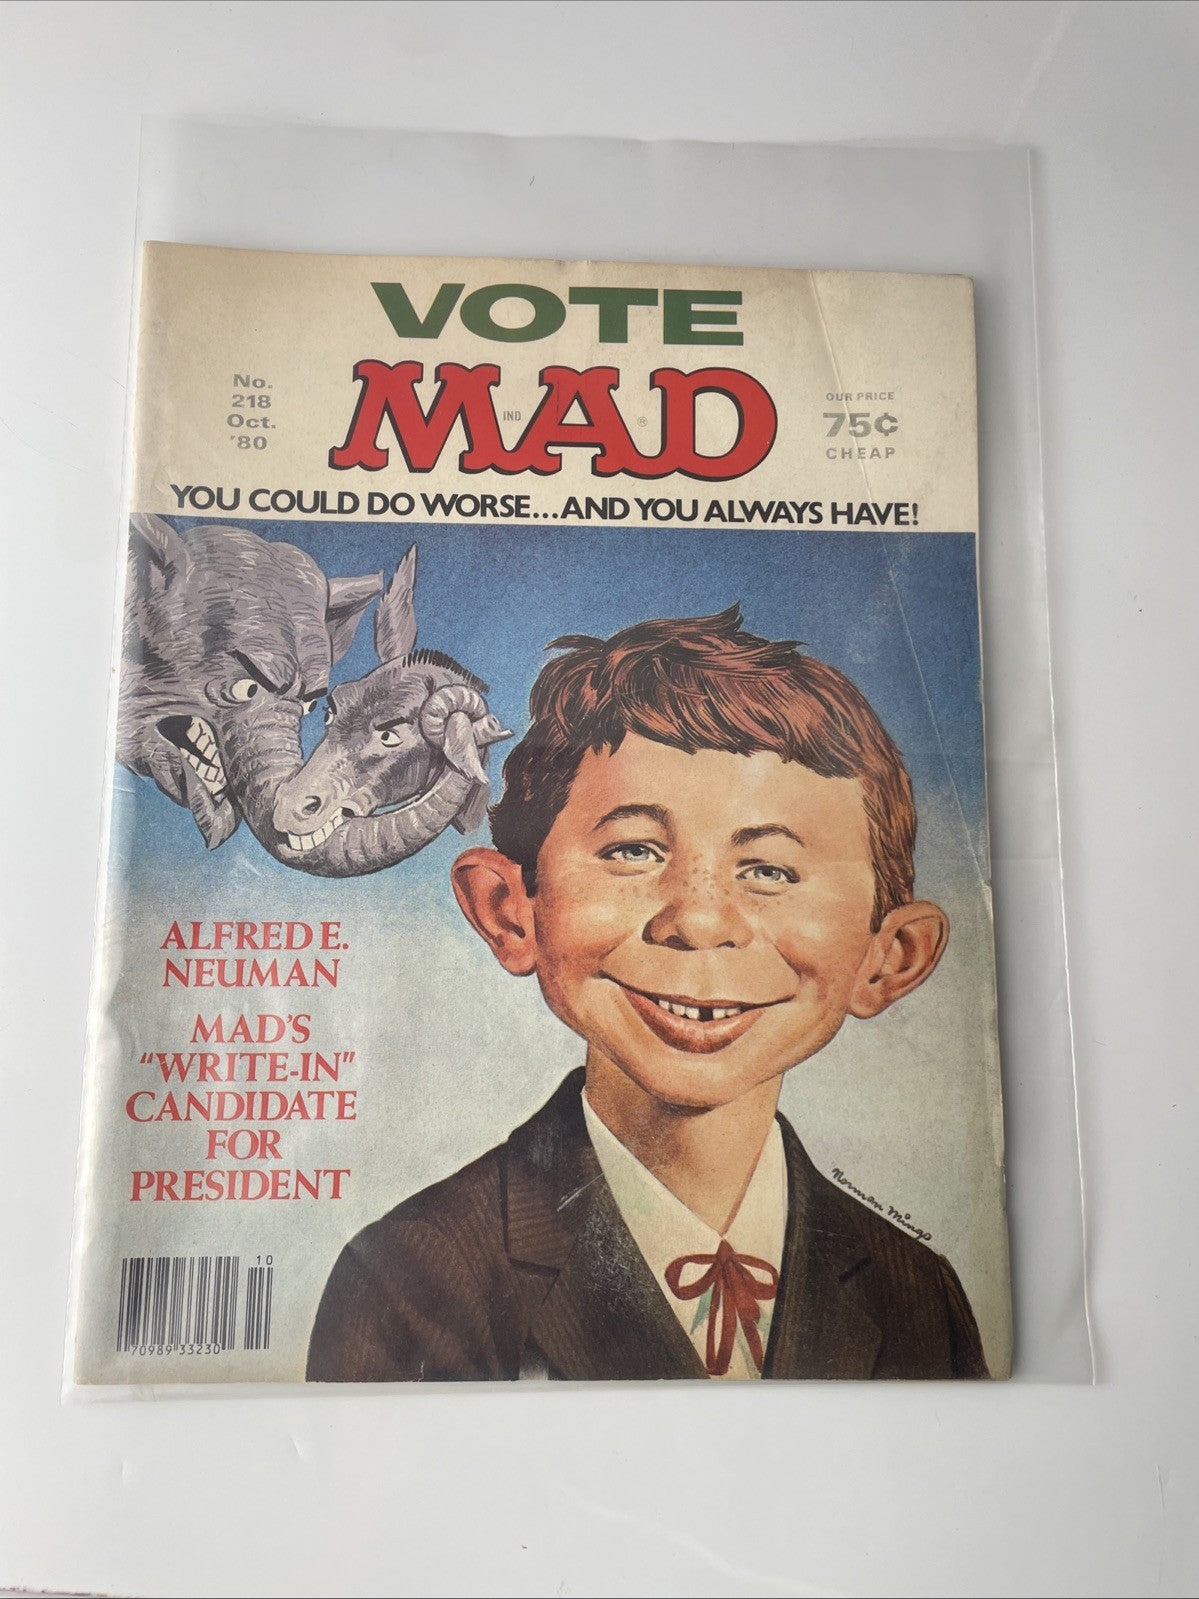 VOTE
MAD
IND
®
No.
218
Oct.
'80
OUR PRICE
75¢
CHEAP
YOU COULD DO WORSE...AND YOU ALWAYS HAVE!
ALFRED E.
NEUMAN
MAD'S
"WRITE-IN"
CANDIDATE
FOR
PRESIDENT
Norman Mingo
10
70989 33230